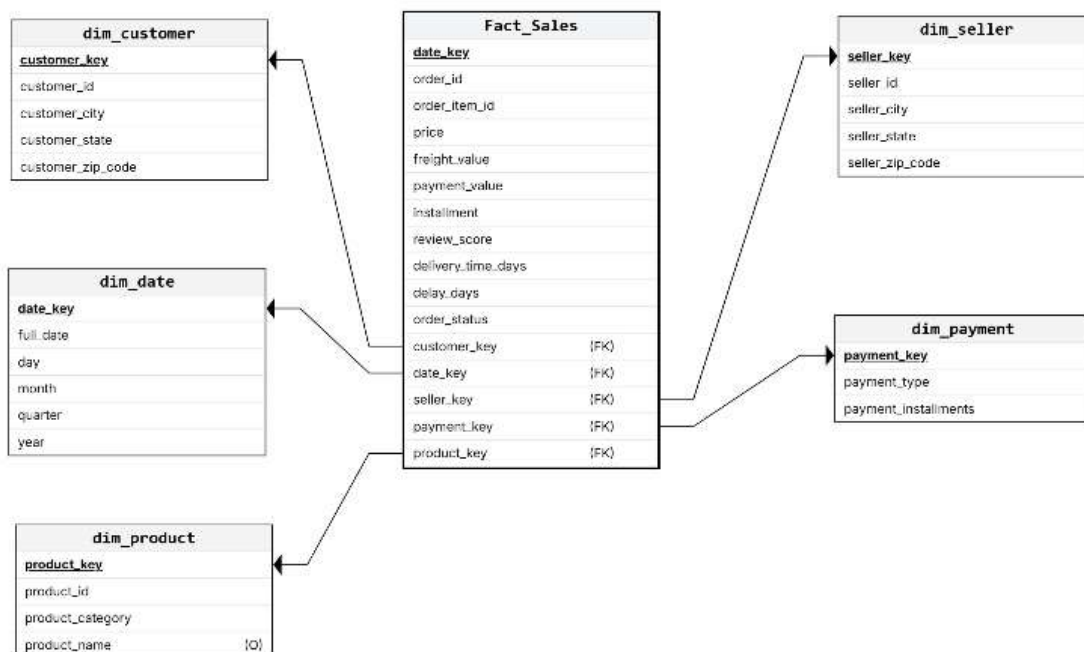 dim_customer
customer_key
customer_id
customer_city
customer_state
customer_zip_code
dim_date
date_key
full_date
day
month
quarter
year
dim_product
product_key
product_id
product_category
product_name (O)
Fact_Sales
date_key
order_id
order_item_id
price
freight_value
payment_value
installment
review_score
delivery_time_days
delay_days
order_status
customer_key (FK)
date_key (FK)
seller_key (FK)
payment_key (FK)
product_key (FK)
dim_seller
seller_key
seller_id
seller_city
seller_state
seller_zip_code
dim_payment
payment_key
payment_type
payment_installments